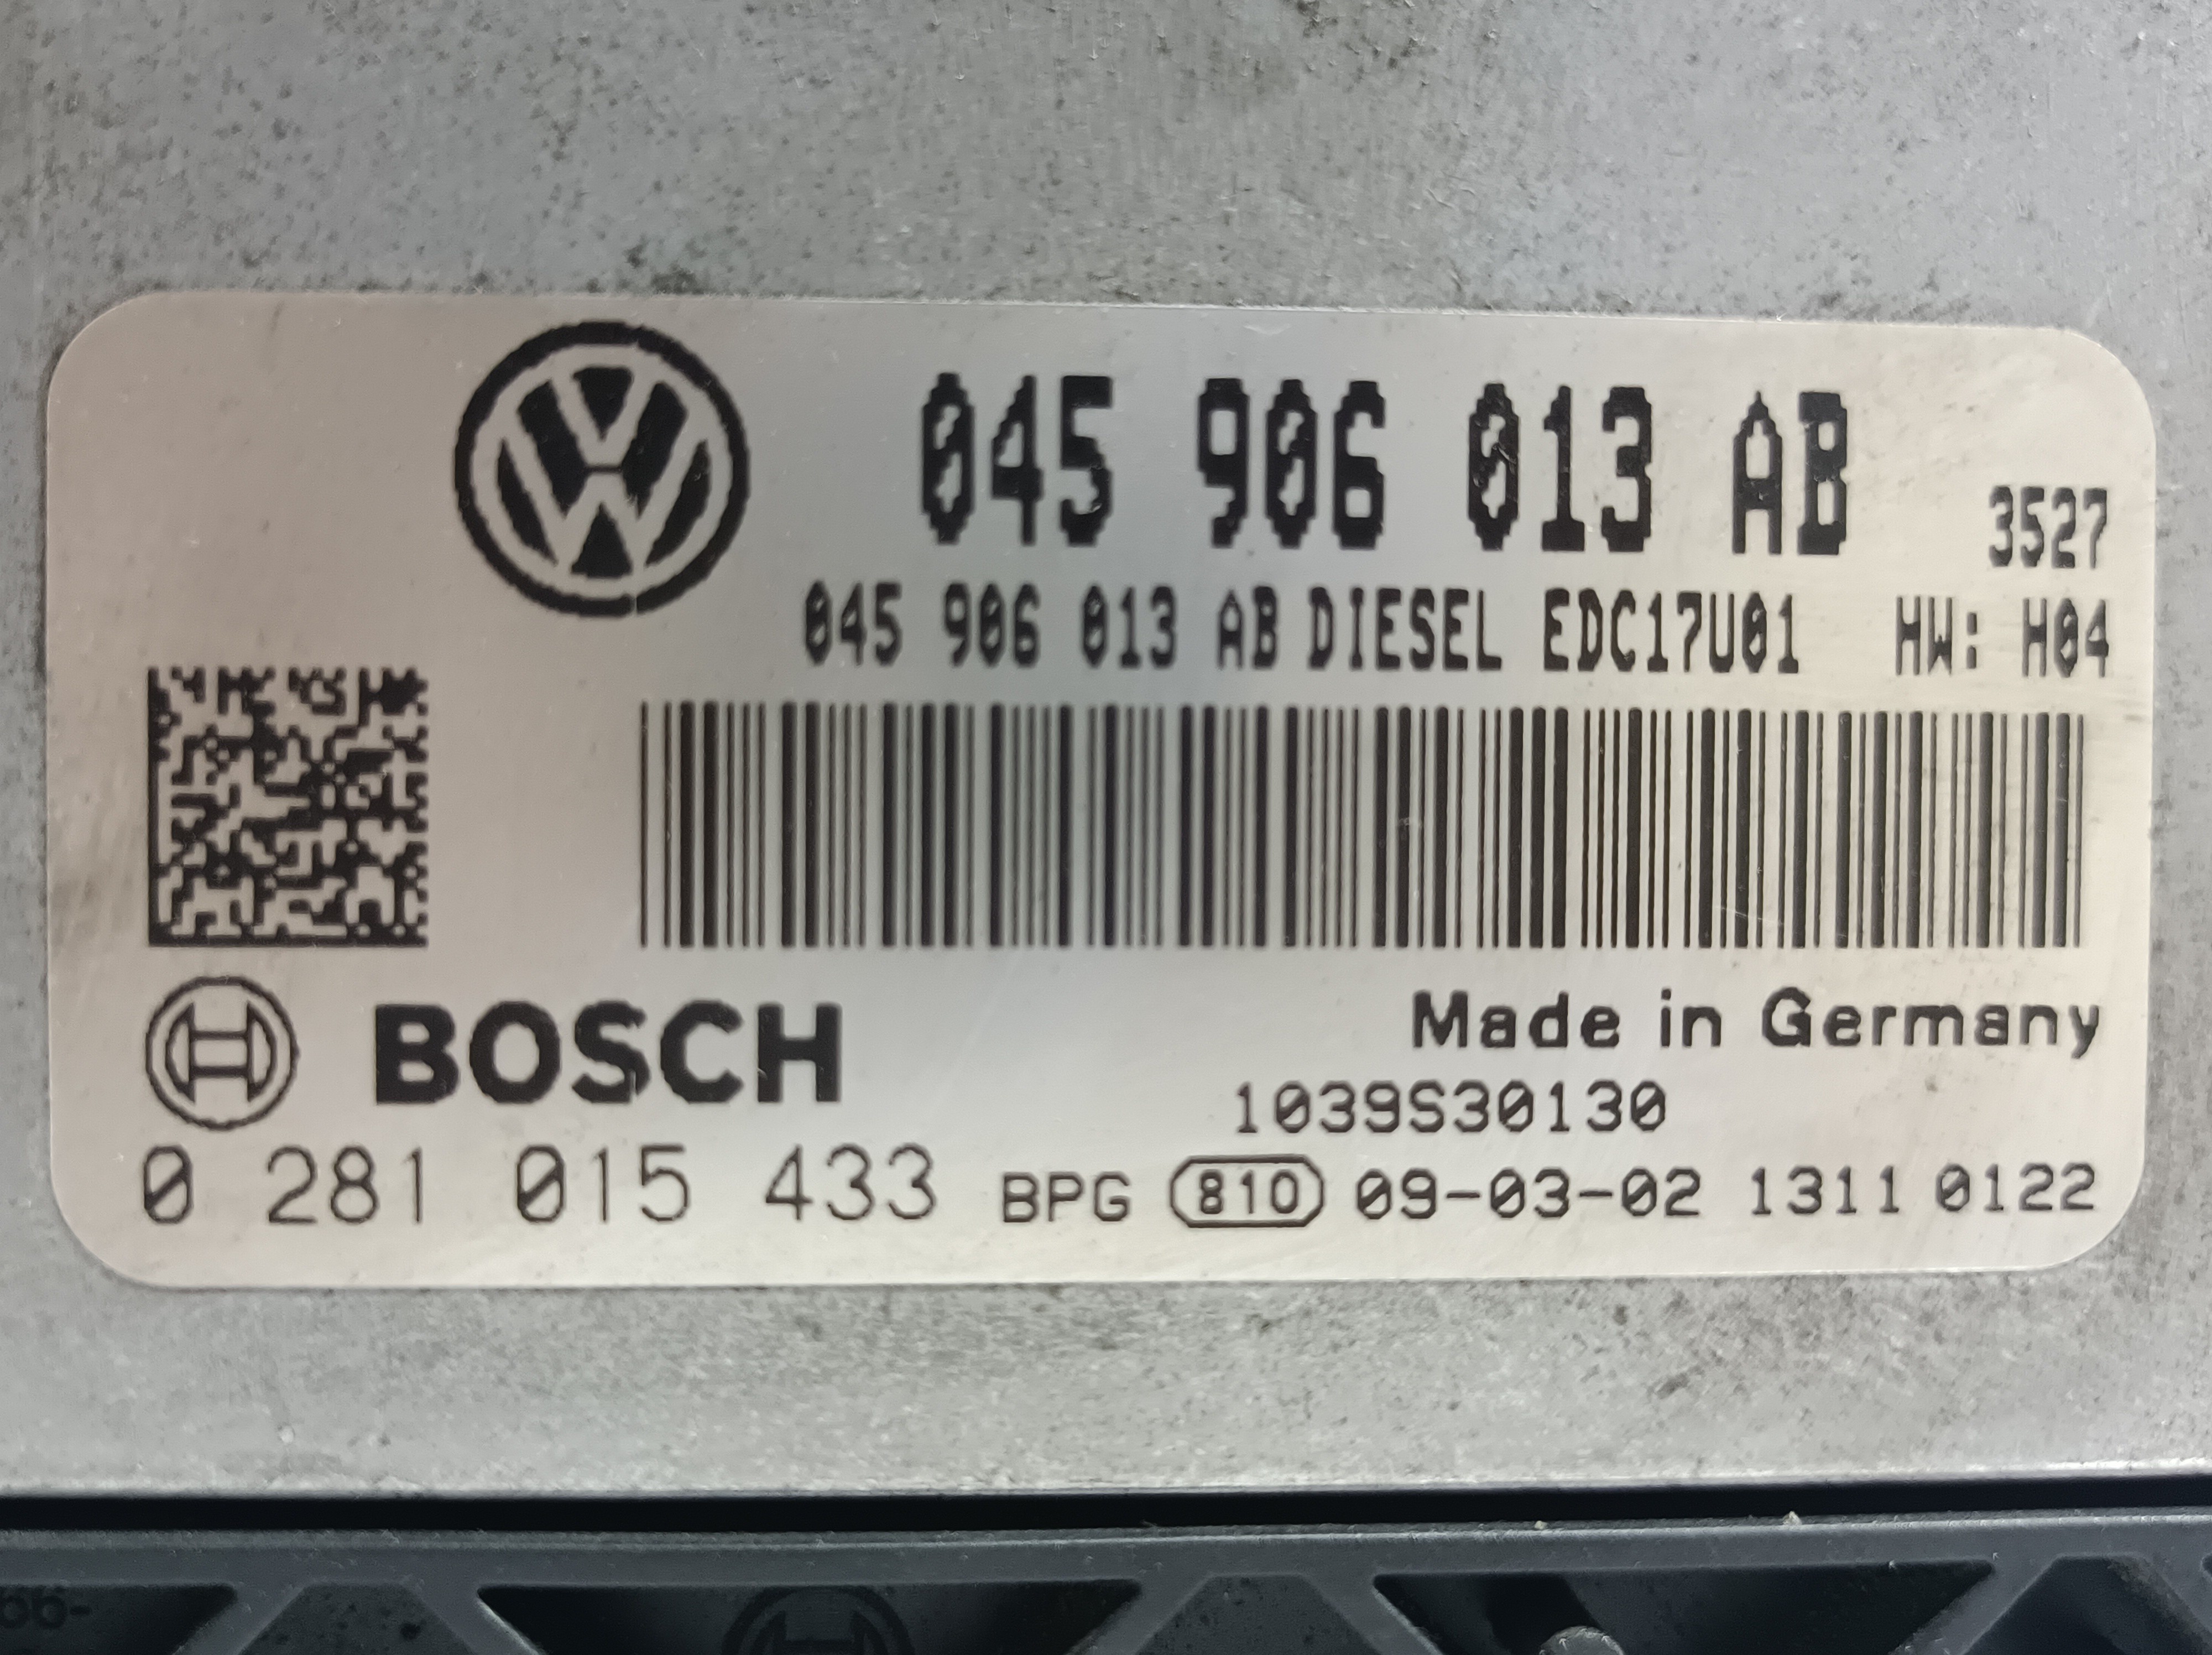 045 906 013 AB 3527
045 906 013 AB DIESEL EDC17U01 HW: H04
BOSCH
Made in Germany
1039S30130
0 281 015 433 BPG 810 09-03-02 1311 0122
66-